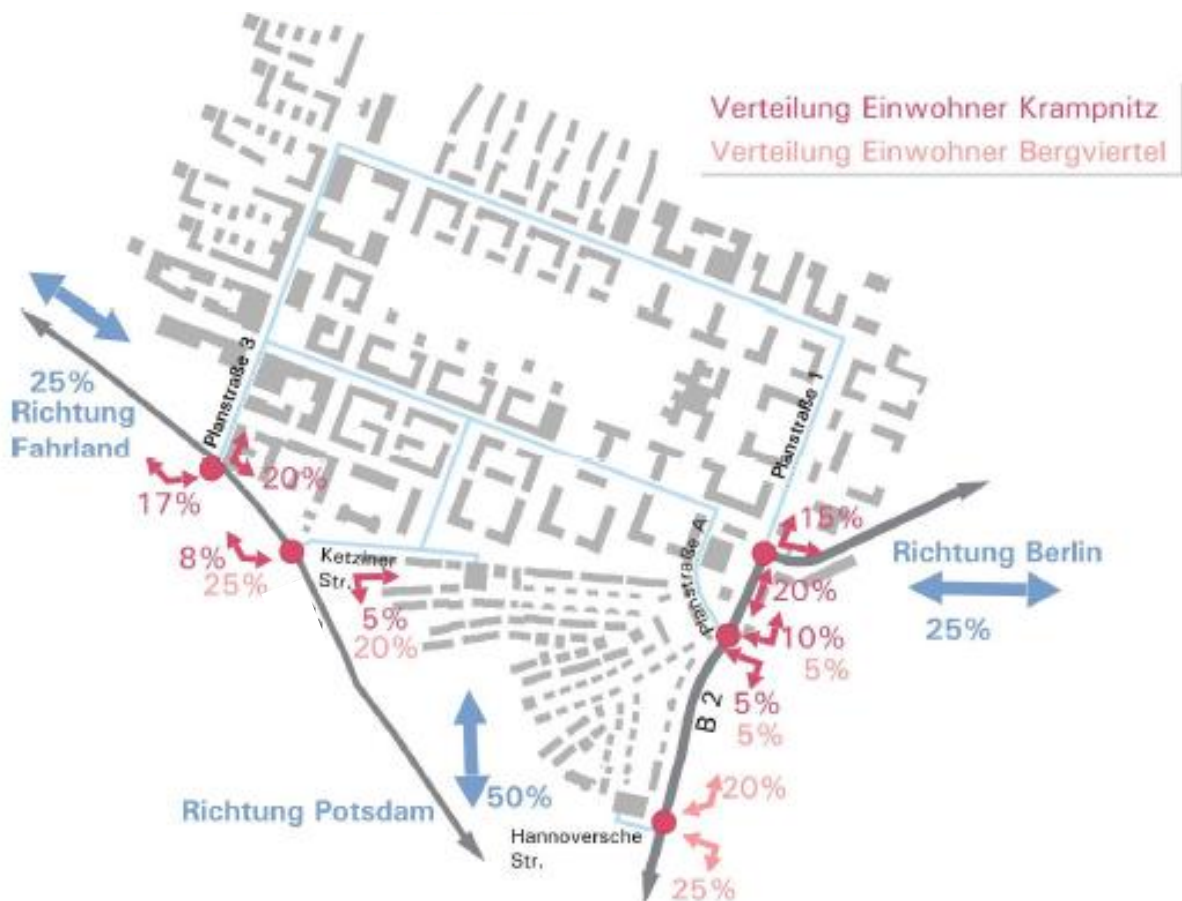 Verteilung Einwohner Krampnitz
Verteilung Einwohner Bergviertel
25%
Richtung
Fahrland
Planstraße 3
20%
17%
8%
25%
Ketziner
Str.
5%
20%
Planstraße 1
Planstraße A
15%
Richtung Berlin
25%
20%
10%
5%
5%
5%
B 2
Richtung Potsdam
50%
20%
Hannoversche
Str.
25%